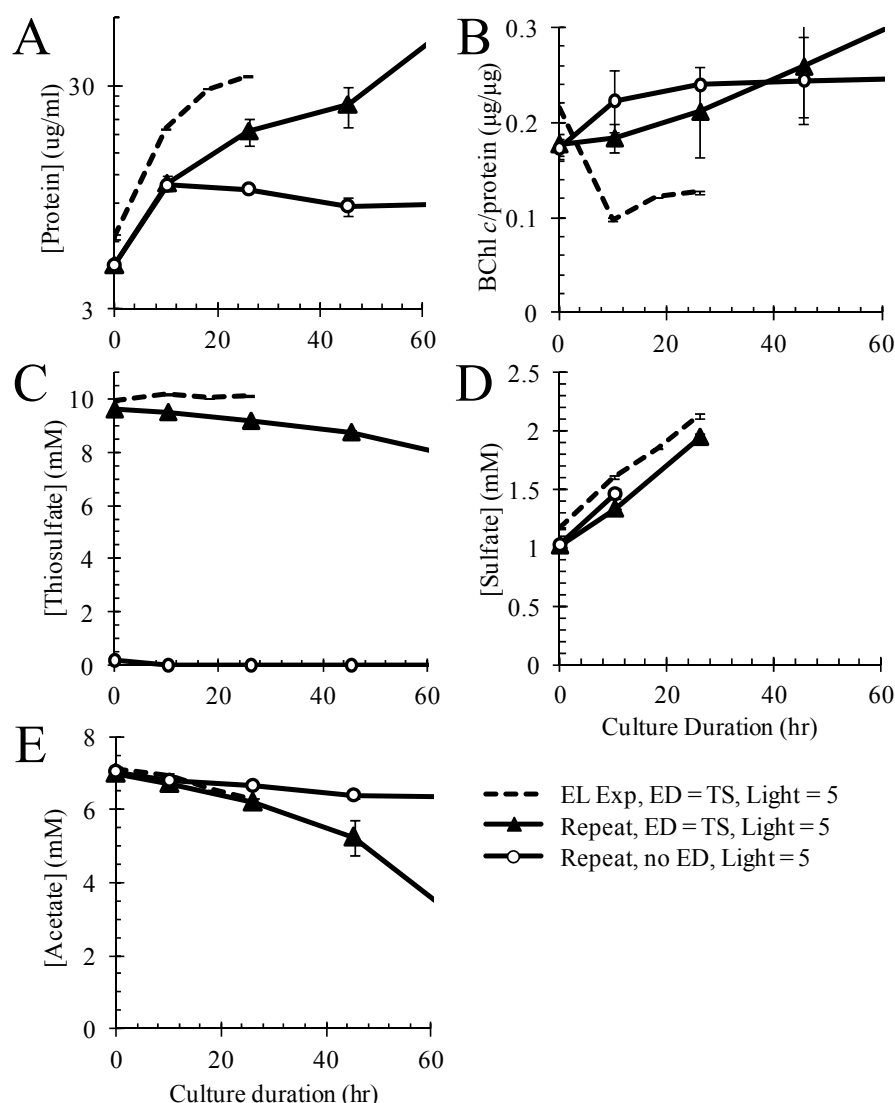 A
[Protein] (ug/ml)
30
3
0
20
40
60
B
BChl c/protein (μg/μg)
0.3
0.2
0.1
0
0
20
40
60
C
[Thiosulfate] (mM)
10
8
6
4
2
0
0
20
40
60
D
[Sulfate] (mM)
2.5
2
1.5
1
0.5
0
0
20
40
60
Culture Duration (hr)
E
[Acetate] (mM)
8
6
4
2
0
0
20
40
60
Culture duration (hr)
EL Exp, ED = TS, Light = 5
Repeat, ED = TS, Light = 5
Repeat, no ED, Light = 5